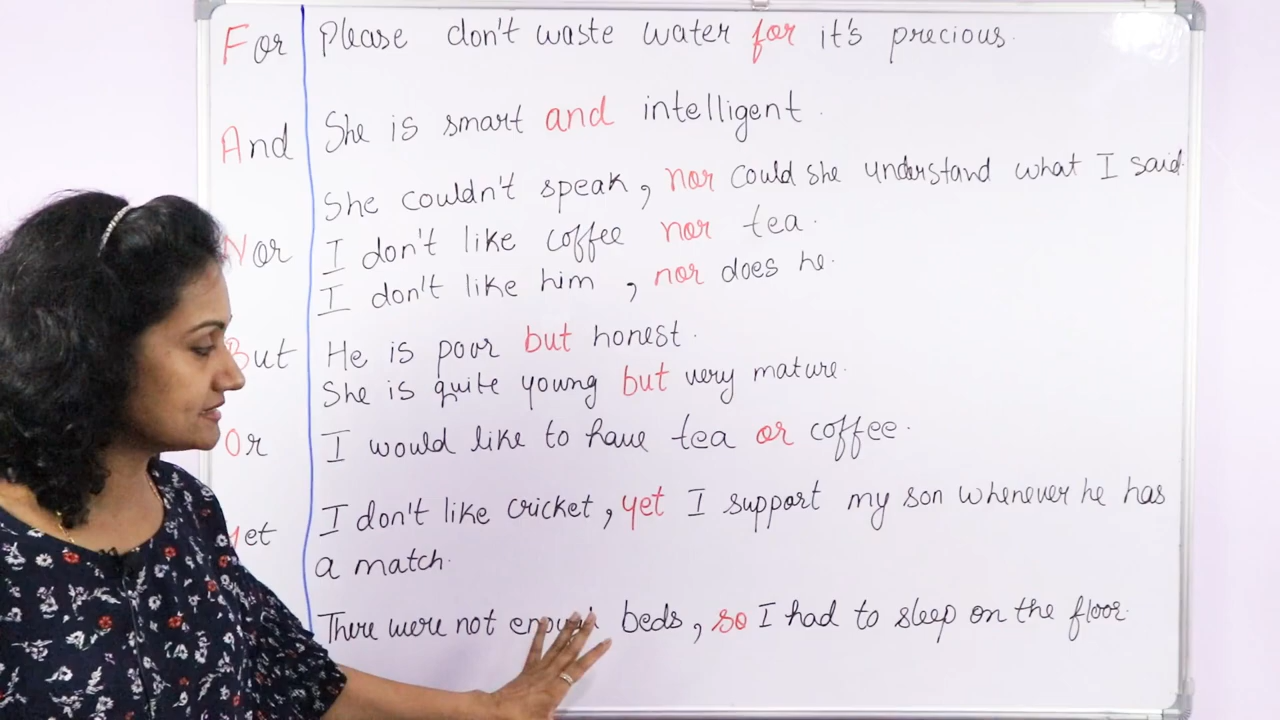 For Please don't waste water for it's precious.
And She is smart and intelligent.
She couldn't speak, nor could she understand what I said.
Nor I don't like coffee nor tea.
I don't like him, nor does he.
But He is poor but honest.
She is quite young but very mature.
Or I would like to have tea or coffee.
Yet I don't like cricket, yet I support my son whenever he has
a match.
There were not enough beds, so I had to sleep on the floor.